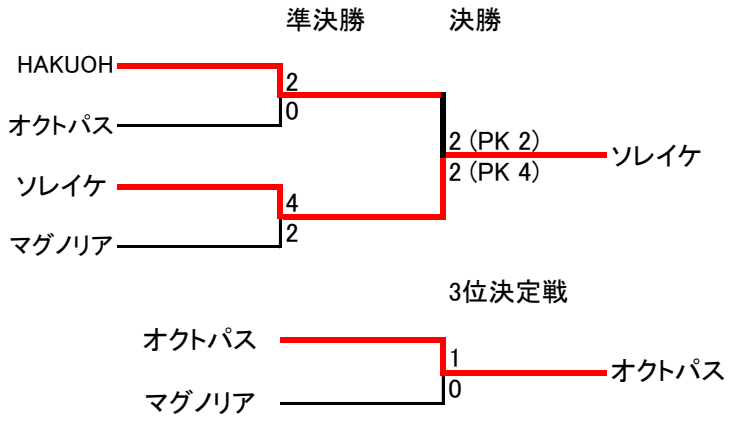 準決勝 決勝
HAKUOH
2
0
オクトパス
2 (PK 2)
ソレイケ
2 (PK 4)
ソレイケ
4
2
マグノリア
3位決定戦
オクトパス
1
オクトパス
0
マグノリア